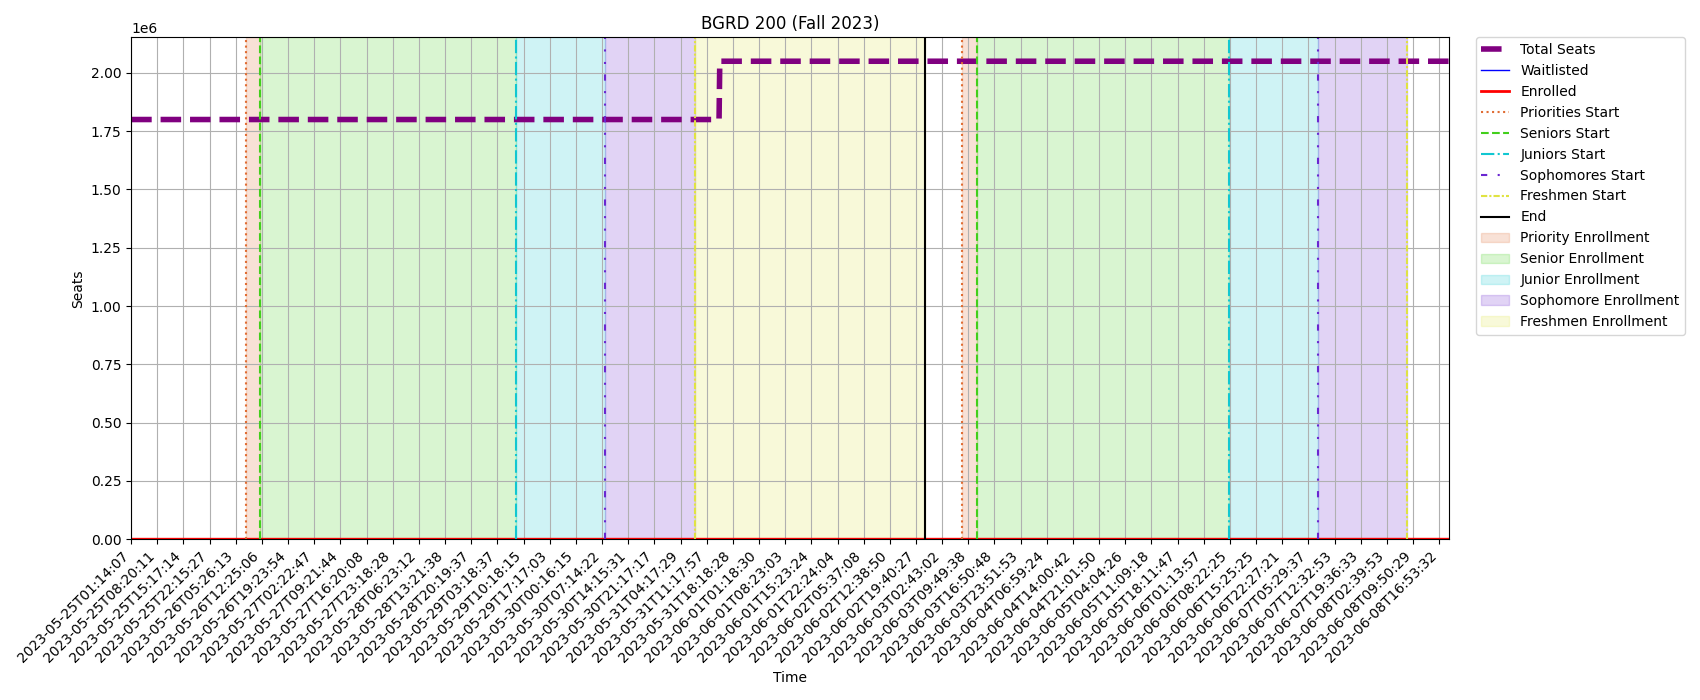 BGRD 200 (Fall 2023)
1e6
2.00
1.75
1.50
1.25
1.00
0.75
0.50
0.25
0.00
Seats
2023-05-25T01:14:07
2023-05-25T08:20:11
2023-05-25T15:17:14
2023-05-25T22:15:27
2023-05-26T05:26:13
2023-05-26T12:25:06
2023-05-26T19:23:54
2023-05-27T02:22:47
2023-05-27T09:21:44
2023-05-27T16:20:08
2023-05-27T23:18:28
2023-05-28T06:23:12
2023-05-28T13:21:38
2023-05-28T20:19:37
2023-05-29T03:18:37
2023-05-29T10:18:15
2023-05-29T17:17:03
2023-05-30T00:16:15
2023-05-30T07:14:22
2023-05-30T14:15:31
2023-05-30T21:17:17
2023-05-31T04:17:29
2023-05-31T11:17:57
2023-05-31T18:18:28
2023-06-01T01:18:30
2023-06-01T08:23:03
2023-06-01T15:23:24
2023-06-01T22:24:04
2023-06-02T05:37:08
2023-06-02T12:38:50
2023-06-02T19:40:27
2023-06-03T02:43:02
2023-06-03T09:49:38
2023-06-03T16:50:48
2023-06-03T23:51:53
2023-06-04T06:59:24
2023-06-04T14:00:42
2023-06-04T21:01:50
2023-06-05T04:04:26
2023-06-05T11:09:18
2023-06-05T18:11:47
2023-06-06T01:13:57
2023-06-06T08:22:25
2023-06-06T15:25:25
2023-06-06T22:27:21
2023-06-07T05:29:37
2023-06-07T12:32:53
2023-06-07T19:36:33
2023-06-08T02:39:53
2023-06-08T09:50:29
2023-06-08T16:53:32
Time
Total Seats
Waitlisted
Enrolled
Priorities Start
Seniors Start
Juniors Start
Sophomores Start
Freshmen Start
End
Priority Enrollment
Senior Enrollment
Junior Enrollment
Sophomore Enrollment
Freshmen Enrollment